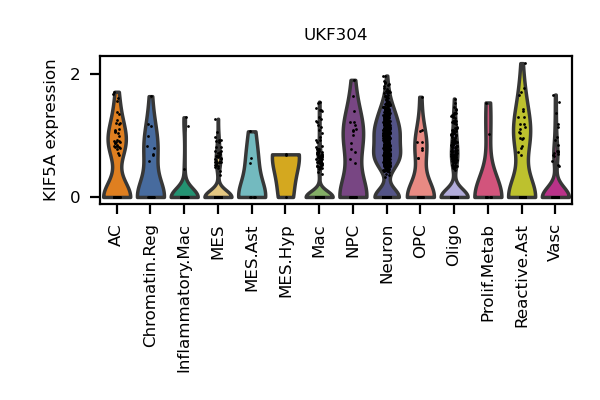 UKF304
KIF5A expression
2
0
AC
Chromatin.Reg
Inflammatory.Mac
MES
MES.Ast
MES.Hyp
Mac
NPC
Neuron
OPC
Oligo
Prolif.Metab
Reactive.Ast
Vasc